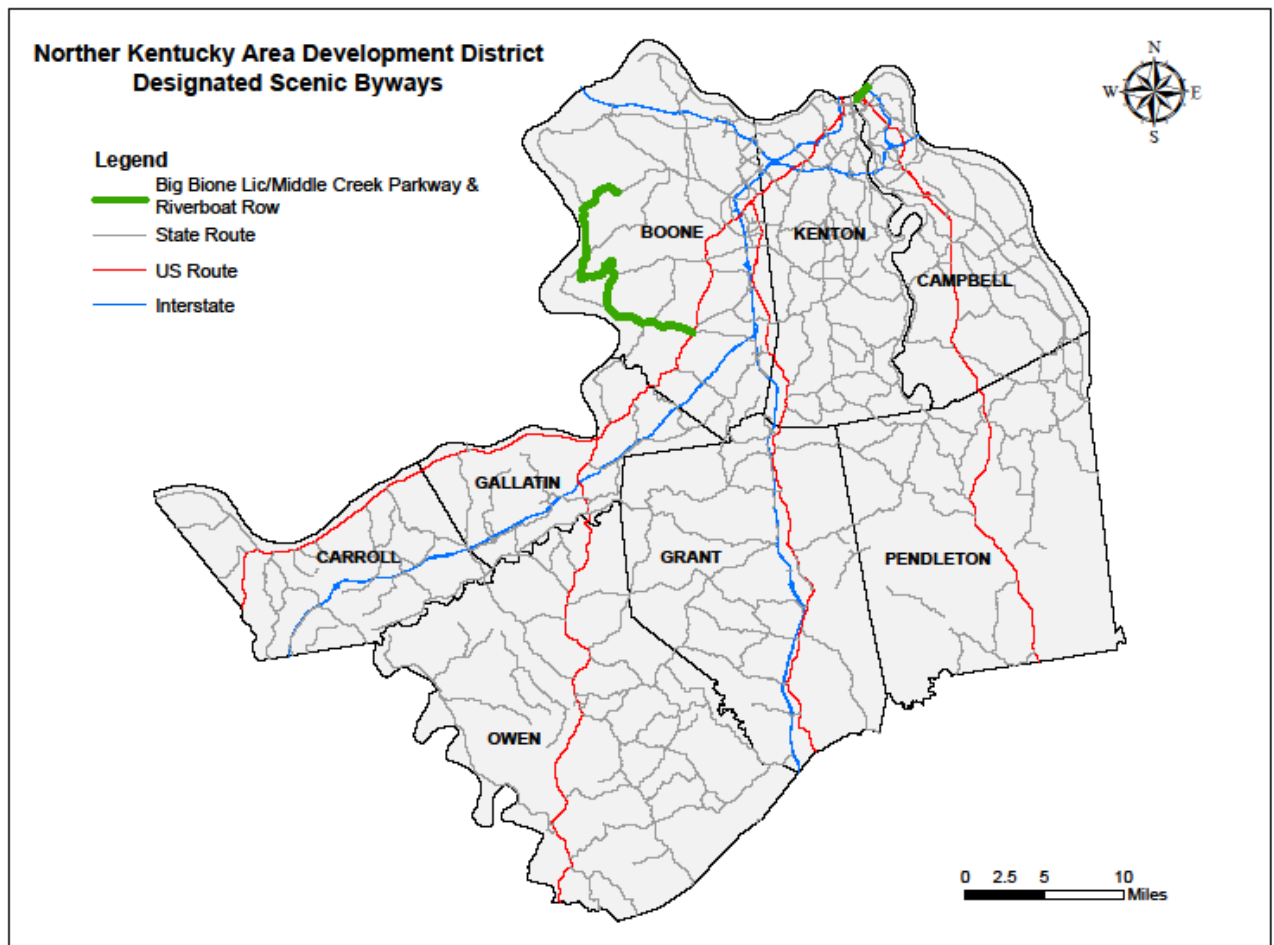 Norther Kentucky Area Development District
Designated Scenic Byways
N
W E
S
Legend
Big Bione Lic/Middle Creek Parkway &
Riverboat Row
State Route
US Route
Interstate
BOONE
KENTON
CAMPBELL
GALLATIN
CARROLL
GRANT
PENDLETON
OWEN
0 2.5 5 10
Miles